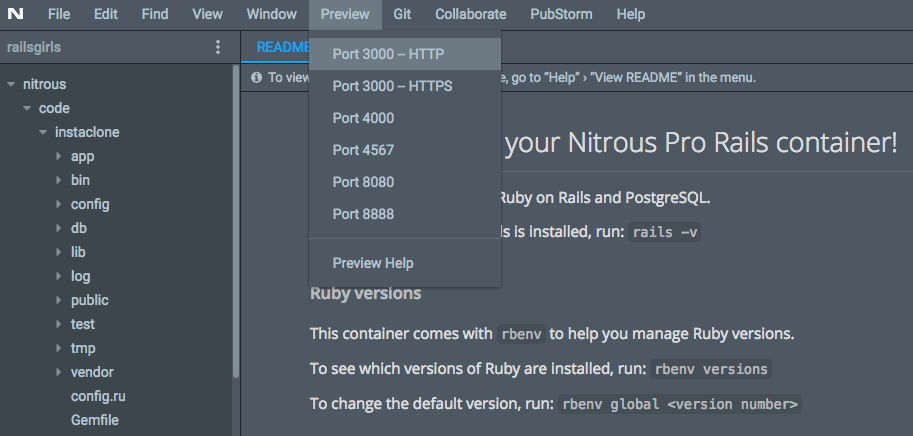 N File Edit Find View Window Preview Git Collaborate PubStorm Help
railsgirls
README
nitrous
code
instaclone
app
bin
config
db
lib
log
public
test
tmp
vendor
config.ru
Gemfile
Port 3000 – HTTP
Port 3000 – HTTPS
Port 4000
Port 4567
Port 8080
Port 8888
Preview Help
To view , go to “Help” › “View README” in the menu.
your Nitrous Pro Rails container!
Ruby on Rails and PostgreSQL.
is installed, run: rails -v
Ruby versions
This container comes with rbenv to help you manage Ruby versions.
To see which versions of Ruby are installed, run: rbenv versions
To change the default version, run: rbenv global <version number>